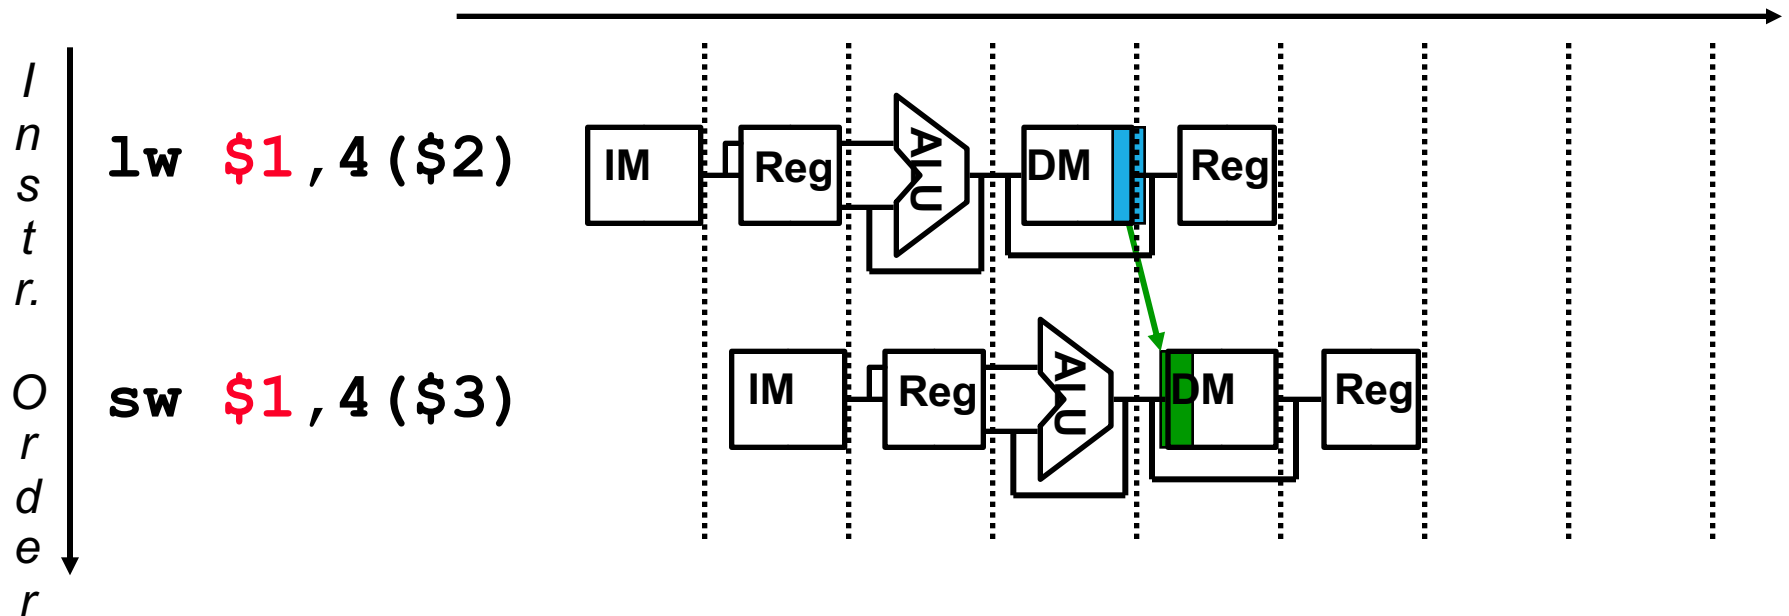 Instr. Order
lw $1,4($2)
IM
Reg
ALU
DM
Reg
sw $1,4($3)
IM
Reg
ALU
DM
Reg